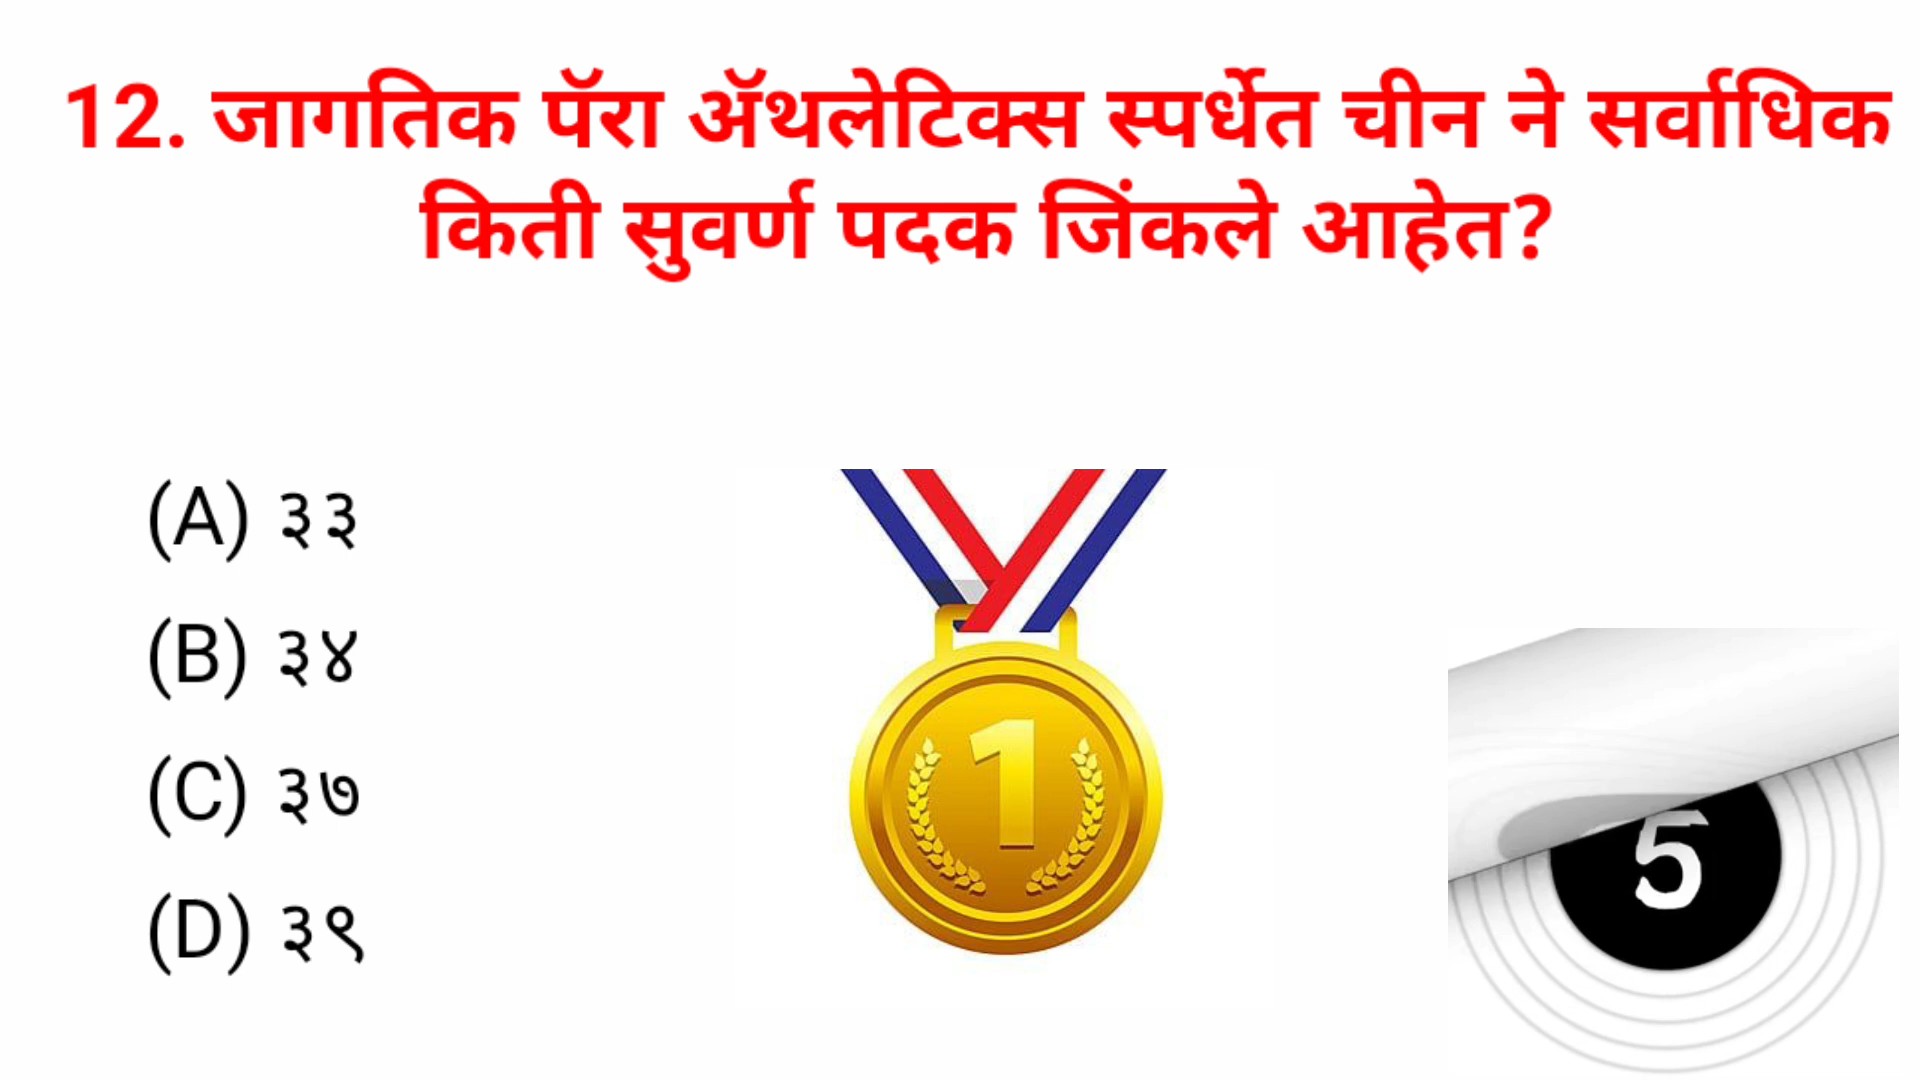 12. जागतिक पॅरा ॲथलेटिक्स स्पर्धेत चीन ने सर्वाधिक
किती सुवर्ण पदक जिंकले आहेत?
(A) ३३
(B) ३४
(C) ३७
(D) ३९
1
5